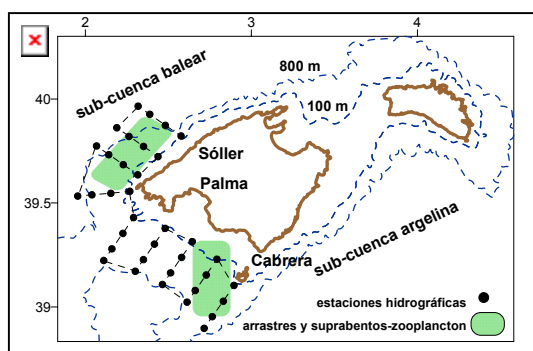 2 3 4
800 m
sub-cuenca balear
40
100 m
Sóller
Palma
39.5
sub-cuenca argelina
Cabrera
estaciones hidrográficas
39
arrastres y suprabentos-zooplancton